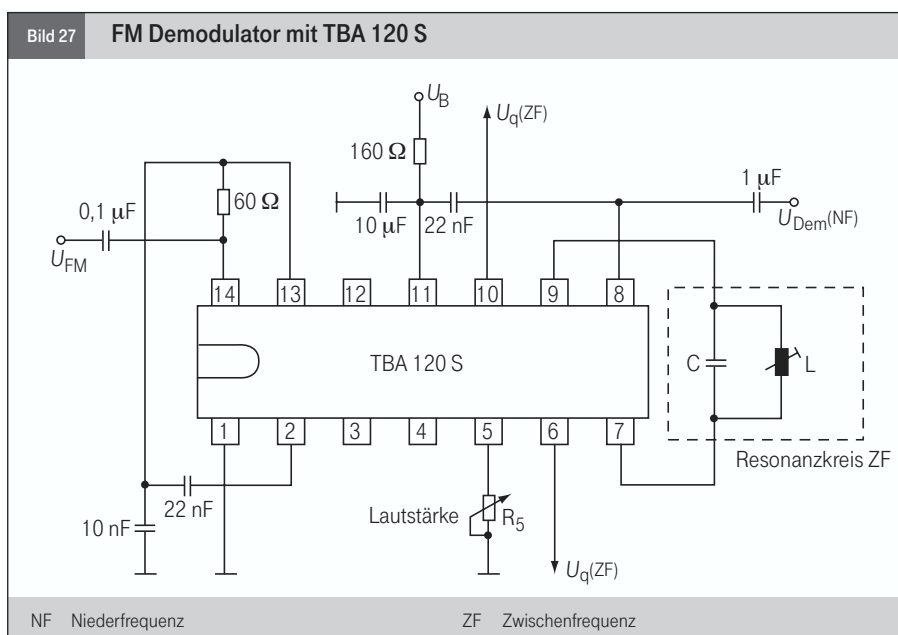 Bild 27 FM Demodulator mit TBA 120 S
U_B
U_q(ZF)
160 Ω
1 µF
60 Ω
0,1 µF
10 µF 22 nF
U_Dem(NF)
U_FM
14 13 12 11 10 9 8
TBA 120 S
C L
1 2 3 4 5 6 7
Resonanzkreis ZF
22 nF
Lautstärke R_5
10 nF
U_q(ZF)
NF Niederfrequenz ZF Zwischenfrequenz